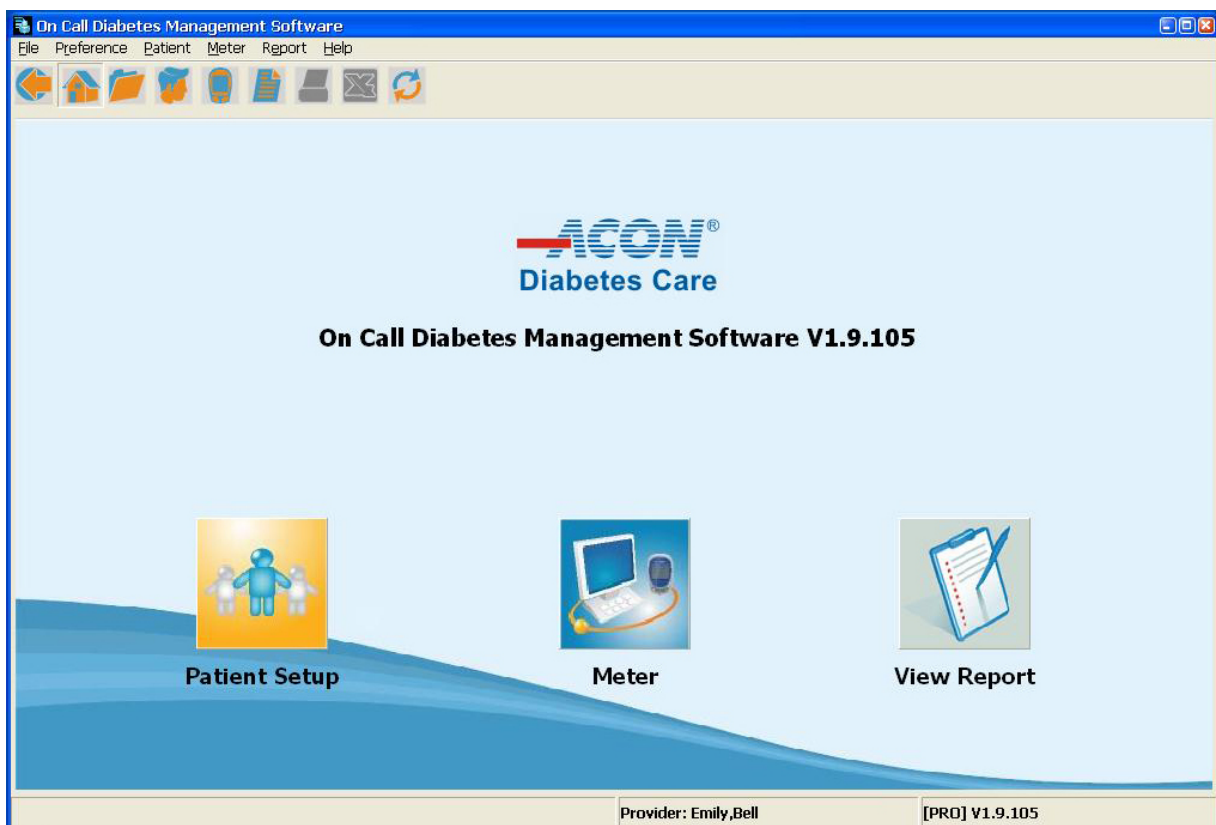 On Call Diabetes Management Software
File Preference Patient Meter Report Help
ACON®
Diabetes Care
On Call Diabetes Management Software V1.9.105
Patient Setup Meter View Report
Provider: Emily,Bell [PRO] V1.9.105